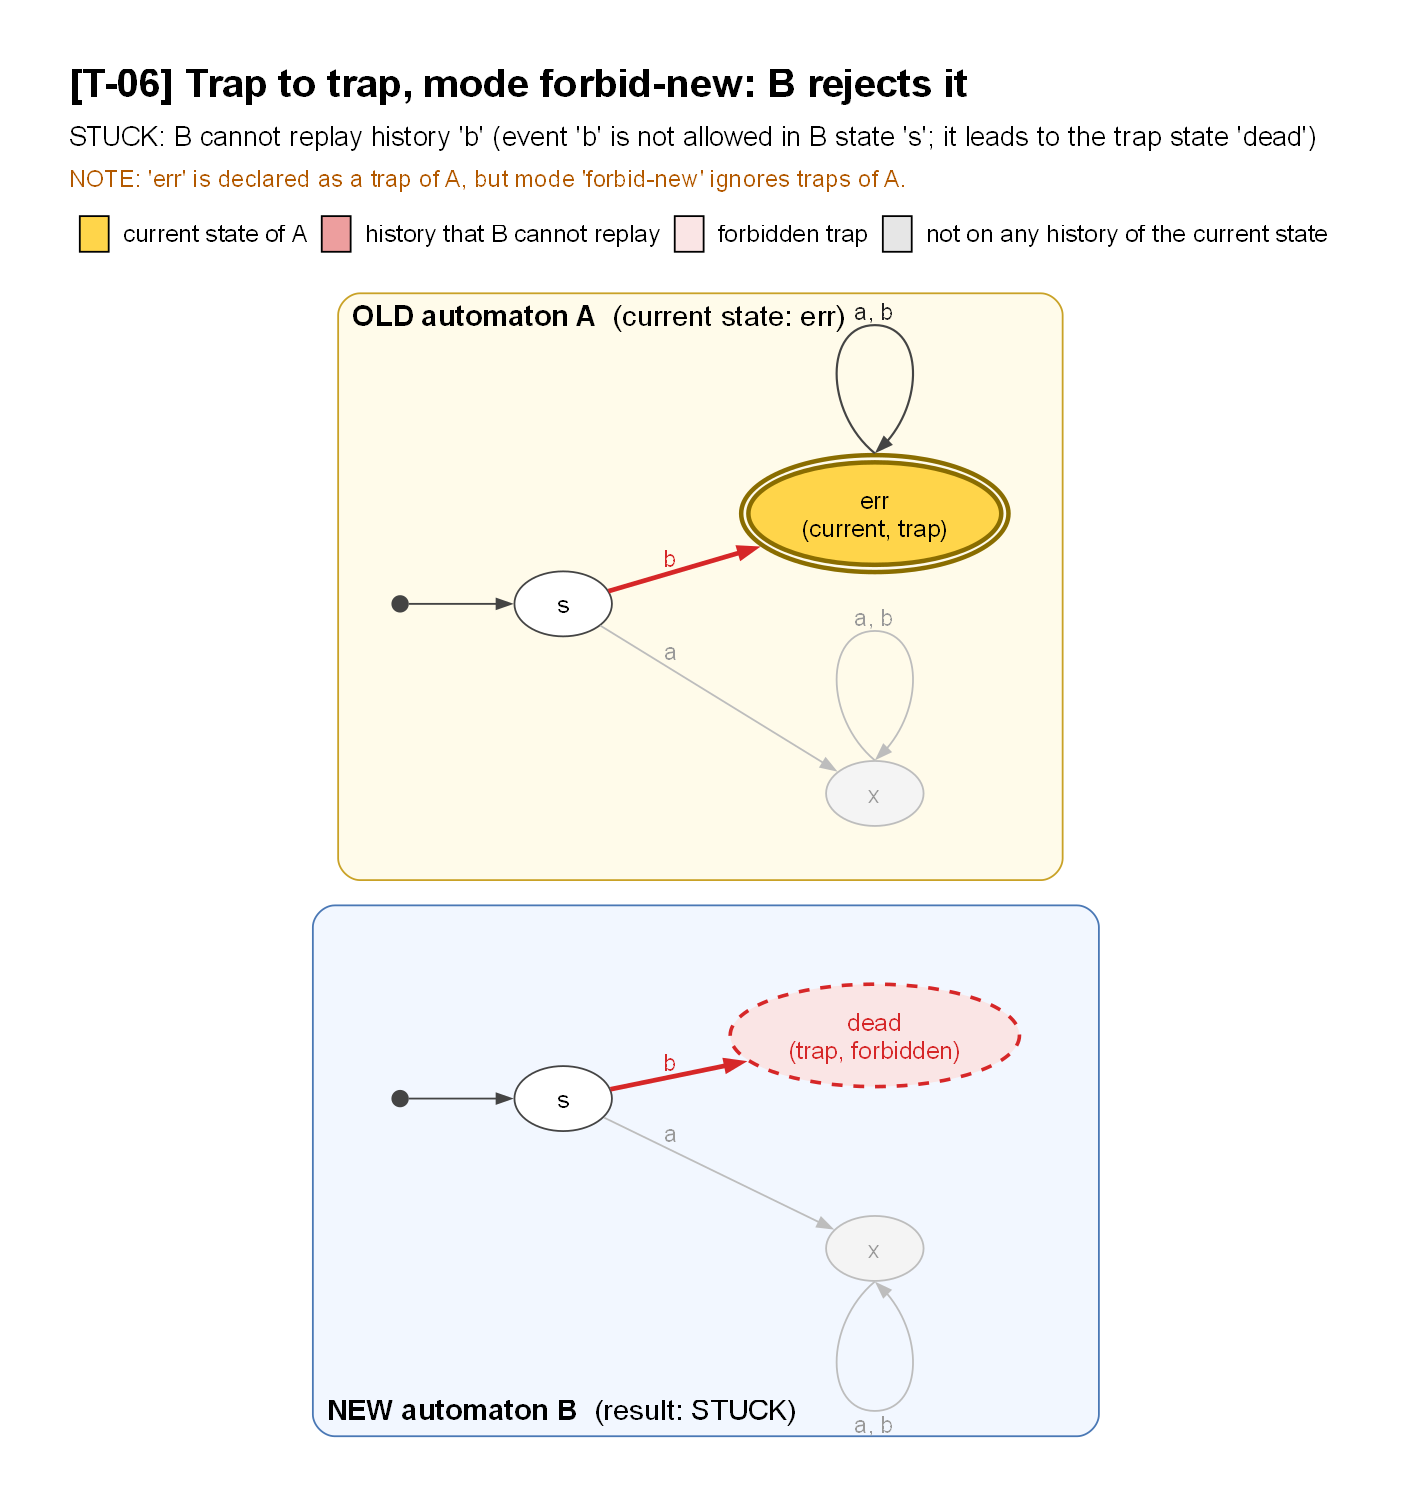 [T-06] Trap to trap, mode forbid-new: B rejects it
STUCK: B cannot replay history 'b' (event 'b' is not allowed in B state 's'; it leads to the trap state 'dead')
NOTE: 'err' is declared as a trap of A, but mode 'forbid-new' ignores traps of A.
current state of A history that B cannot replay forbidden trap not on any history of the current state
OLD automaton A (current state: err)
a, b
err
(current, trap)
b
s
a, b
a
x
dead
(trap, forbidden)
b
s
a
x
NEW automaton B (result: STUCK)
a, b